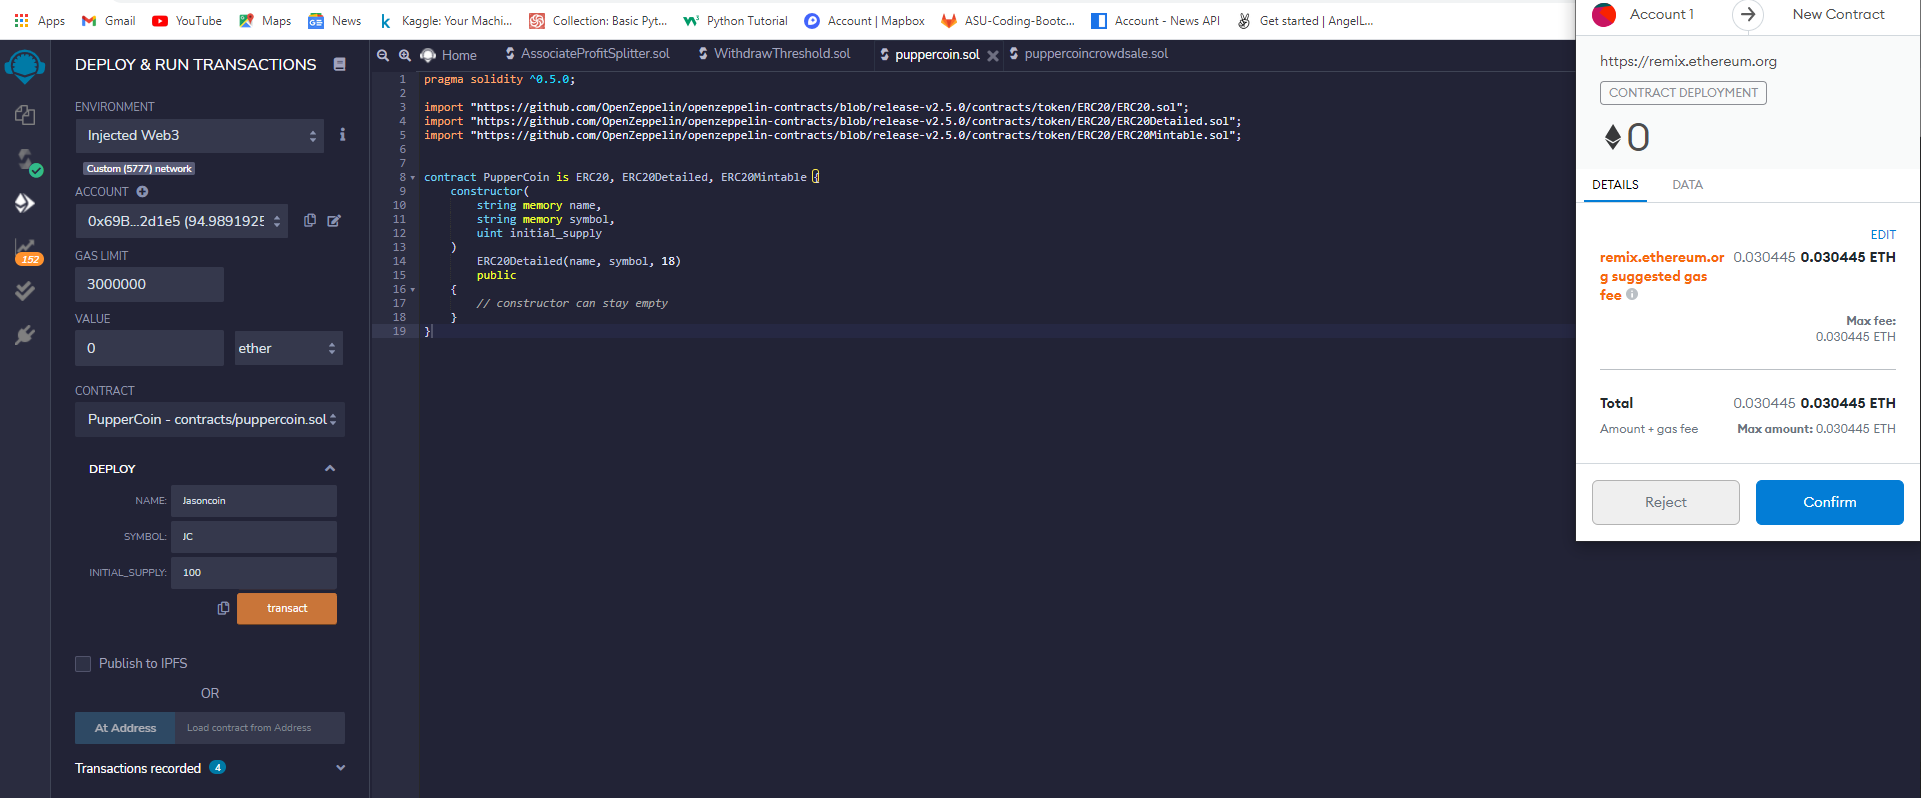 Apps Gmail YouTube Maps News Kaggle: Your Machi... Collection: Basic Pyt... Python Tutorial Account | Mapbox ASU-Coding-Bootc... Account - News API Get started | AngelL...
DEPLOY & RUN TRANSACTIONS
ENVIRONMENT
Injected Web3
Custom (5777) network
ACCOUNT
0x69B...2d1e5 (94.9891925
GAS LIMIT
3000000
VALUE
0 ether
CONTRACT
PupperCoin - contracts/puppercoin.sol
DEPLOY
NAME: Jasoncoin
SYMBOL: JC
INITIAL_SUPPLY: 100
transact
Publish to IPFS
OR
At Address Load contract from Address
Transactions recorded 4
152
Home AssociateProfitSplitter.sol WithdrawThreshold.sol puppercoin.sol puppercoincrowdsale.sol
1 pragma solidity ^0.5.0;
2
3 import "https://github.com/OpenZeppelin/openzeppelin-contracts/blob/release-v2.5.0/contracts/token/ERC20/ERC20.sol";
4 import "https://github.com/OpenZeppelin/openzeppelin-contracts/blob/release-v2.5.0/contracts/token/ERC20/ERC20Detailed.sol";
5 import "https://github.com/OpenZeppelin/openzeppelin-contracts/blob/release-v2.5.0/contracts/token/ERC20/ERC20Mintable.sol";
6
7
8 contract PupperCoin is ERC20, ERC20Detailed, ERC20Mintable {
9 constructor(
10 string memory name,
11 string memory symbol,
12 uint initial_supply
13 )
14 ERC20Detailed(name, symbol, 18)
15 public
16 {
17 // constructor can stay empty
18 }
19 }
Account 1 New Contract
https://remix.ethereum.org
CONTRACT DEPLOYMENT
0
DETAILS DATA
EDIT
remix.ethereum.or 0.030445 0.030445 ETH
g suggested gas
fee
Max fee:
0.030445 ETH
Total 0.030445 0.030445 ETH
Amount + gas fee Max amount: 0.030445 ETH
Reject Confirm